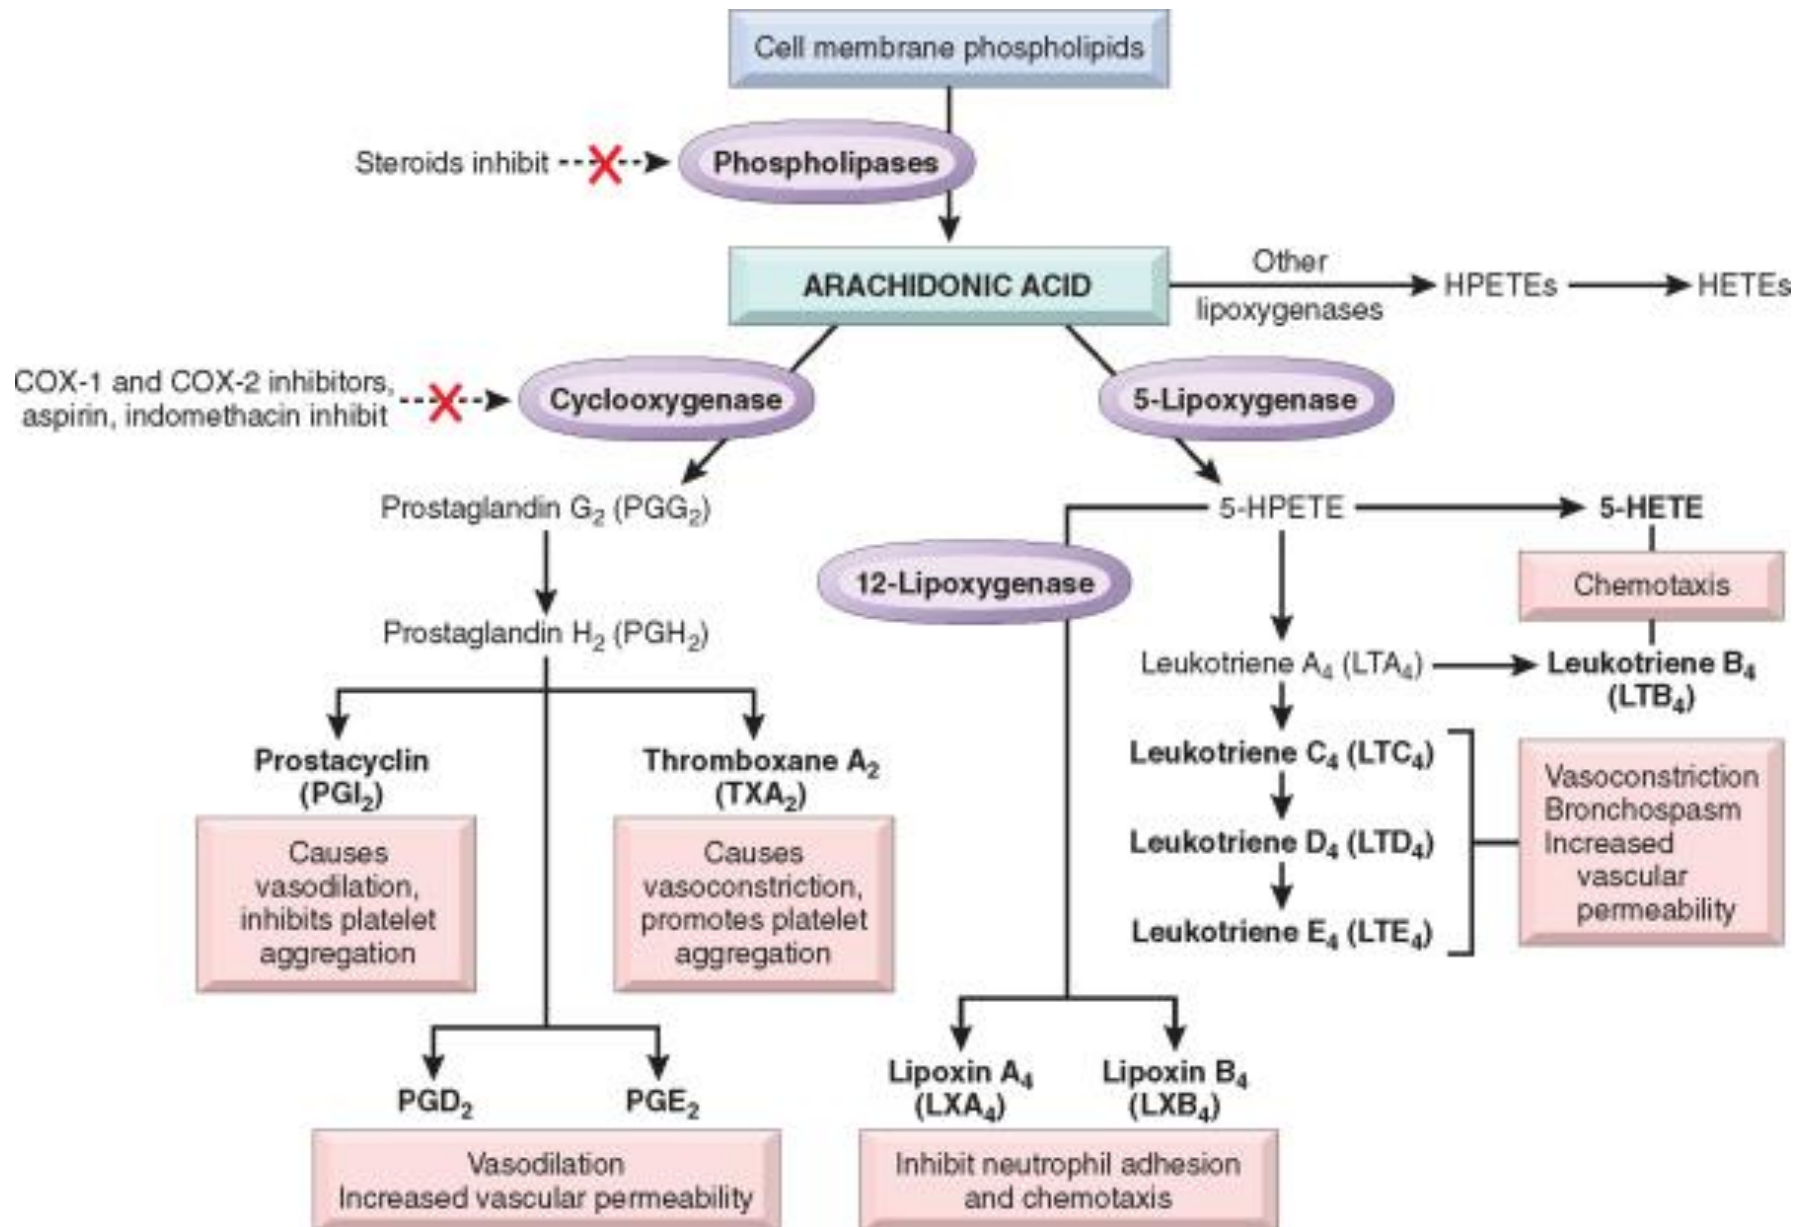 Cell membrane phospholipids
Steroids inhibit
Phospholipases
ARACHIDONIC ACID
Other
lipoxygenases
HPETEs
HETEs
COX-1 and COX-2 inhibitors,
aspirin, indomethacin inhibit
Cyclooxygenase
5-Lipoxygenase
Prostaglandin G₂ (PGG₂)
5-HPETE
5-HETE
12-Lipoxygenase
Chemotaxis
Prostaglandin H₂ (PGH₂)
Leukotriene A₄ (LTA₄)
Leukotriene B₄
(LTB₄)
Prostacyclin
(PGI₂)
Thromboxane A₂
(TXA₂)
Leukotriene C₄ (LTC₄)
Leukotriene D₄ (LTD₄)
Leukotriene E₄ (LTE₄)
Vasoconstriction
Bronchospasm
Increased
vascular
permeability
Causes
vasodilation,
inhibits platelet
aggregation
Causes
vasoconstriction,
promotes platelet
aggregation
PGD₂
PGE₂
Lipoxin A₄
(LXA₄)
Lipoxin B₄
(LXB₄)
Vasodilation
Increased vascular permeability
Inhibit neutrophil adhesion
and chemotaxis